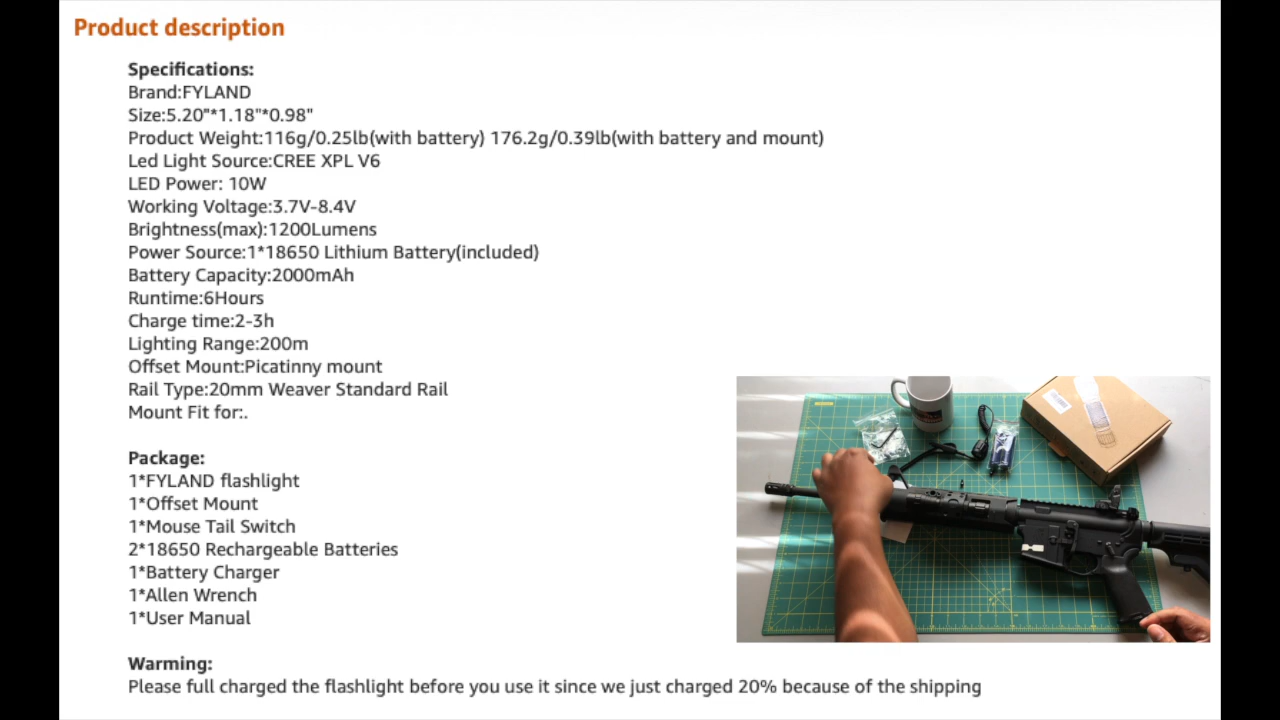 Product description
Specifications:
Brand:FYLAND
Size:5.20"*1.18"*0.98"
Product Weight:116g/0.25lb(with battery) 176.2g/0.39lb(with battery and mount)
Led Light Source:CREE XPL V6
LED Power: 10W
Working Voltage:3.7V-8.4V
Brightness(max):1200Lumens
Power Source:1*18650 Lithium Battery(included)
Battery Capacity:2000mAh
Runtime:6Hours
Charge time:2-3h
Lighting Range:200m
Offset Mount:Picatinny mount
Rail Type:20mm Weaver Standard Rail
Mount Fit for:.
Package:
1*FYLAND flashlight
1*Offset Mount
1*Mouse Tail Switch
2*18650 Rechargeable Batteries
1*Battery Charger
1*Allen Wrench
1*User Manual
Warming:
Please full charged the flashlight before you use it since we just charged 20% because of the shipping